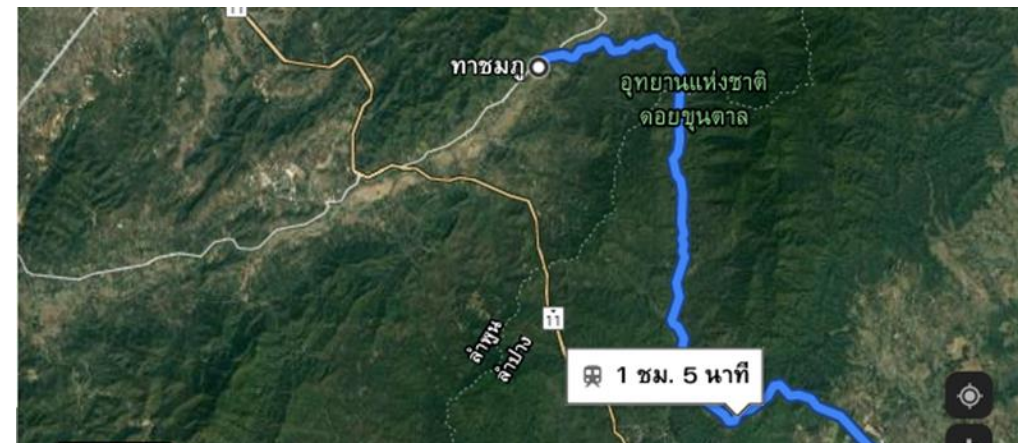 11
ทาชมภู
อุทยานแห่งชาติ
ดอยขุนตาล
11
ลำพูน
ลำปาง
1 ชม. 5 นาที